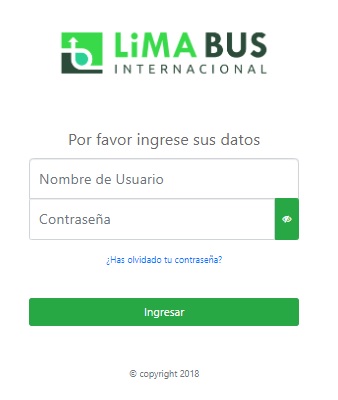 LiMA BUS
INTERNACIONAL
Por favor ingrese sus datos
Nombre de Usuario
Contraseña
¿Has olvidado tu contraseña?
Ingresar
© copyright 2018